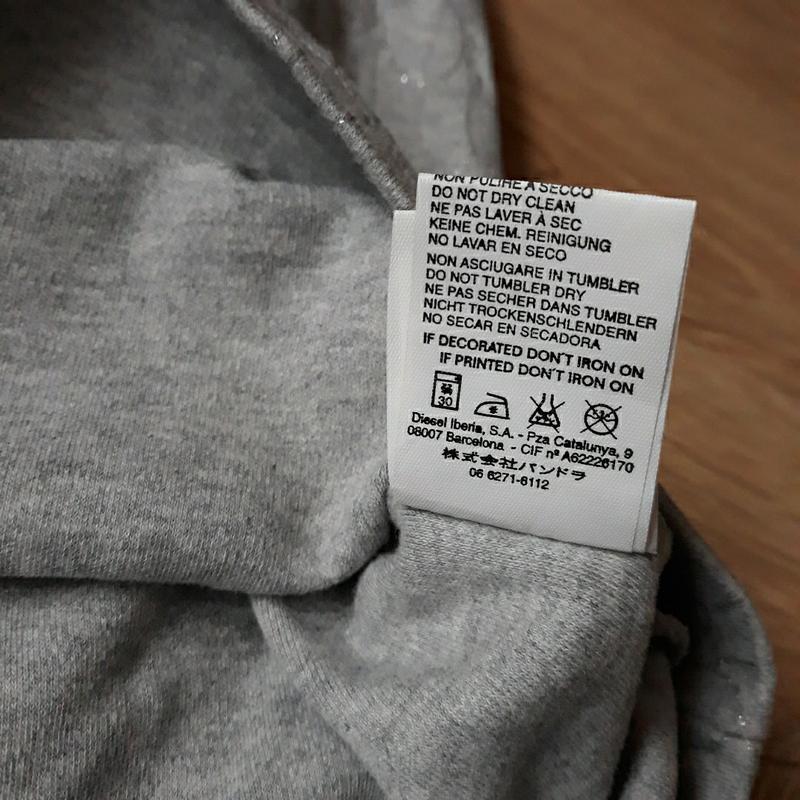 NON PULIRE A SECCO
DO NOT DRY CLEAN
NE PAS LAVER À SEC
KEINE CHEM. REINIGUNG
NO LAVAR EN SECO
NON ASCIUGARE IN TUMBLER
DO NOT TUMBLER DRY
NE PAS SECHER DANS TUMBLER
NICHT TROCKENSCHLENDERN
NO SECAR EN SECADORA
IF DECORATED DON'T IRON ON
IF PRINTED DON'T IRON ON
30
Diesel Iberia, S.A. - Pza Catalunya, 9
08007 Barcelona - CIF nº A62226170
株式会社パンドラ
06 6271-6112